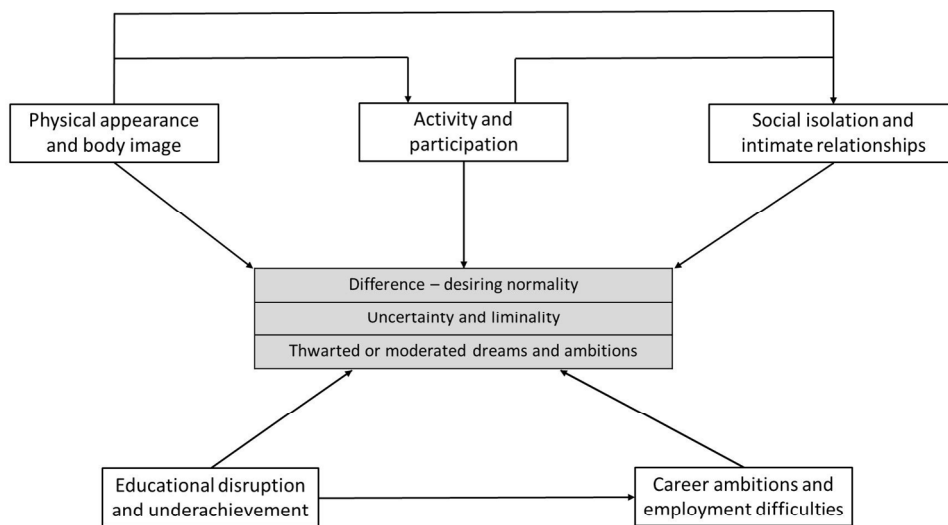 Physical appearance
and body image
Activity and
participation
Social isolation and
intimate relationships
Difference – desiring normality
Uncertainty and liminality
Thwarted or moderated dreams and ambitions
Educational disruption
and underachievement
Career ambitions and
employment difficulties